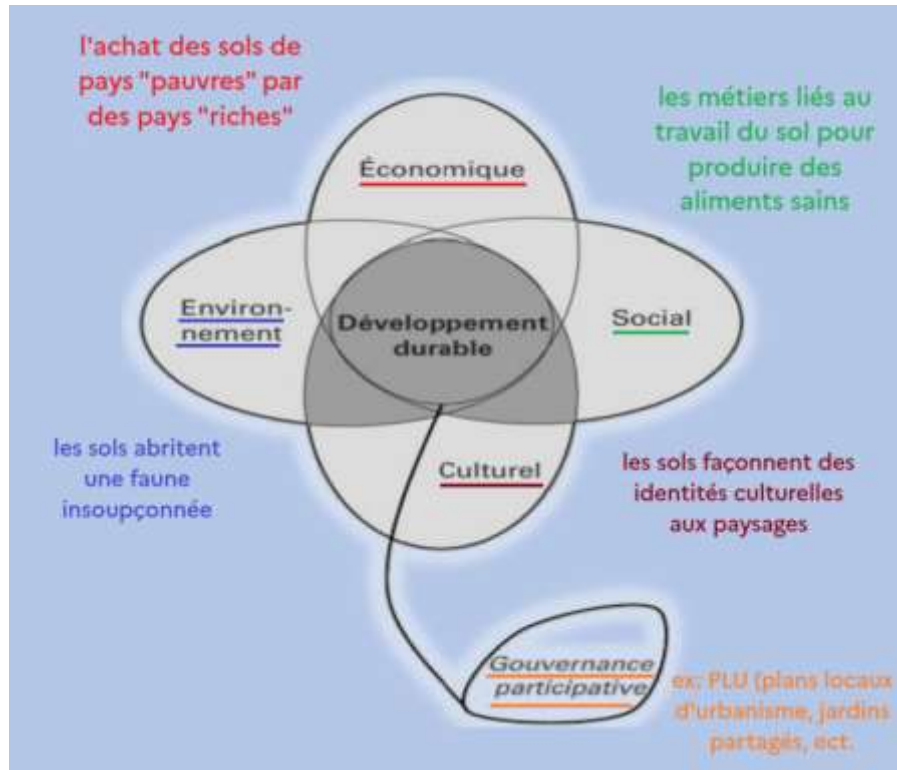 l'achat des sols de
pays "pauvres" par
des pays "riches"
les métiers liés au
travail du sol pour
produire des
aliments sains
Économique
Environ-
nement
Développement
durable
Social
les sols abritent
une faune
insoupçonnée
Culturel
les sols façonnent des
identités culturelles
aux paysages
Gouvernance
participative
ex: PLU (plans locaux
d'urbanisme, jardins
partagés, ect.